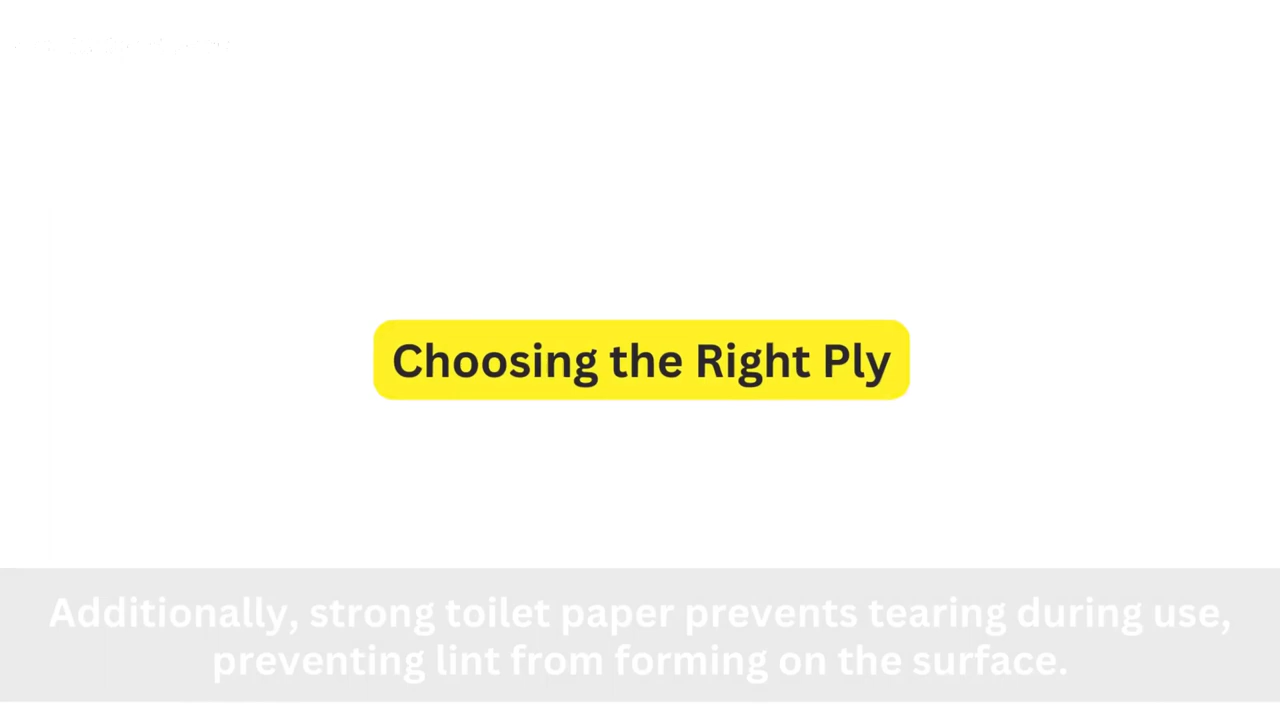 Choosing the Right Ply
Additionally, strong toilet paper prevents tearing during use,
preventing lint from forming on the surface.